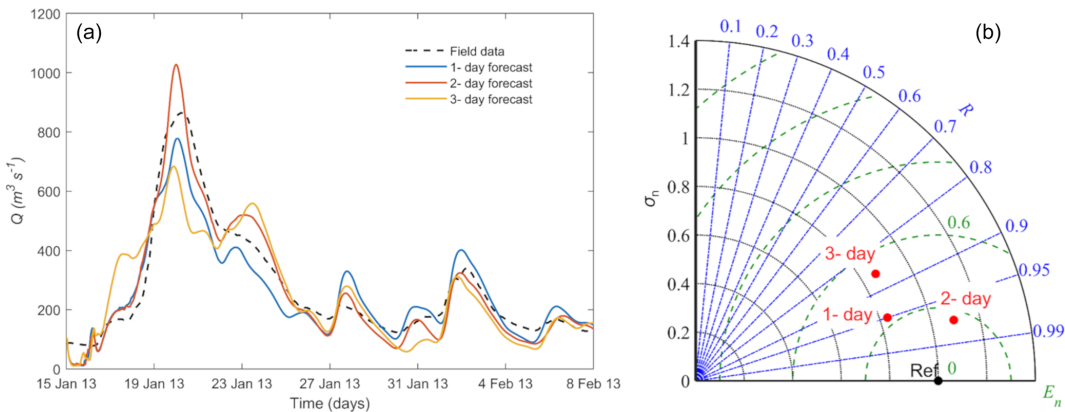 (a)
1200
1000
800
600
400
200
0
Q (m³ s⁻¹)
Field data
1- day forecast
2- day forecast
3- day forecast
15 Jan 13 19 Jan 13 23 Jan 13 27 Jan 13 31 Jan 13 4 Feb 13 8 Feb 13
Time (days)
(b)
1.4
1.2
1
0.8
0.6
0.4
0.2
0
σn
0.1
0.2
0.3
0.4
0.5
0.6
R
0.7
0.8
0.9
0.95
0.99
0.6
3- day
1- day
2- day
Ref
0
En